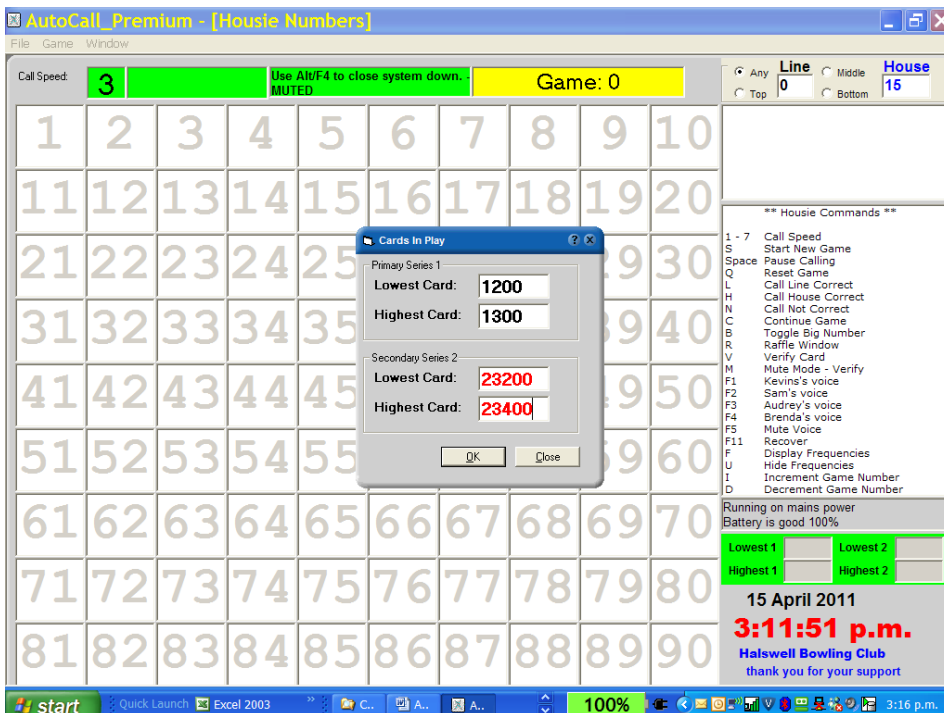 AutoCall_Premium - [Housie Numbers]
File Game Window
Call Speed: 3
Use Alt/F4 to close system down. -
MUTED
Game: 0
Any Line Middle House
Top 0 Bottom 15
1 2 3 4 5 6 7 8 9 10
11 12 13 14 15 16 17 18 19 20
21 22 23 24 25 9 30
31 32 33 34 35 9 40
41 42 43 44 45 9 50
51 52 53 54 55 9 60
61 62 63 64 65 66 67 68 69 70
71 72 73 74 75 76 77 78 79 80
81 82 83 84 85 86 87 88 89 90
Cards In Play
Primary Series 1
Lowest Card: 1200
Highest Card: 1300
Secondary Series 2
Lowest Card: 23200
Highest Card: 23400
OK Close
** Housie Commands **
1 - 7 Call Speed
S Start New Game
Space Pause Calling
Q Reset Game
L Call Line Correct
H Call House Correct
N Call Not Correct
C Continue Game
B Toggle Big Number
R Raffle Window
V Verify Card
M Mute Mode - Verify
F1 Kevins's voice
F2 Sam's voice
F3 Audrey's voice
F4 Brenda's voice
F5 Mute Voice
F11 Recover
F Display Frequencies
U Hide Frequencies
I Increment Game Number
D Decrement Game Number
Running on mains power
Battery is good 100%
Lowest 1 Lowest 2
Highest 1 Highest 2
15 April 2011
3:11:51 p.m.
Halswell Bowling Club
thank you for your support
start Quick Launch Excel 2003 » C.. A.. A.. 100% 3:16 p.m.